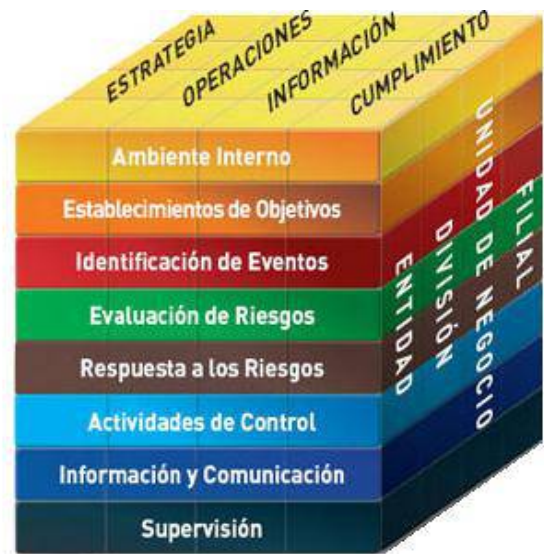 ESTRATEGIA
OPERACIONES
INFORMACIÓN
CUMPLIMIENTO
Ambiente Interno
Establecimientos de Objetivos
Identificación de Eventos
Evaluación de Riesgos
Respuesta a los Riesgos
Actividades de Control
Información y Comunicación
Supervisión
ENTIDAD
DIVISIÓN
UNIDAD DE NEGOCIO
FILIAL